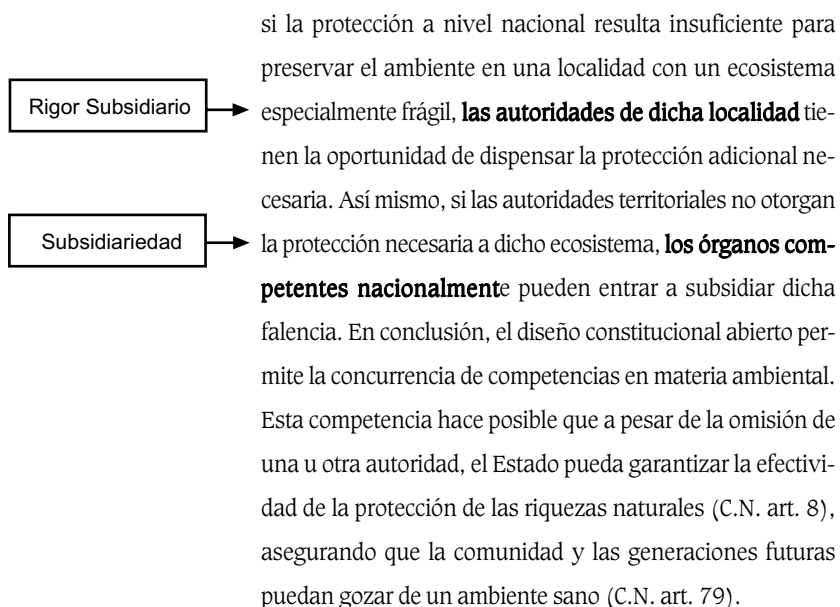 si la protección a nivel nacional resulta insuficiente para
preservar el ambiente en una localidad con un ecosistema
Rigor Subsidiario
especialmente frágil, las autoridades de dicha localidad tie-
nen la oportunidad de dispensar la protección adicional ne-
cesaria. Así mismo, si las autoridades territoriales no otorgan
Subsidiariedad
la protección necesaria a dicho ecosistema, los órganos com-
petentes nacionalmente pueden entrar a subsidiar dicha
falencia. En conclusión, el diseño constitucional abierto per-
mite la concurrencia de competencias en materia ambiental.
Esta competencia hace posible que a pesar de la omisión de
una u otra autoridad, el Estado pueda garantizar la efectivi-
dad de la protección de las riquezas naturales (C.N. art. 8),
asegurando que la comunidad y las generaciones futuras
puedan gozar de un ambiente sano (C.N. art. 79).